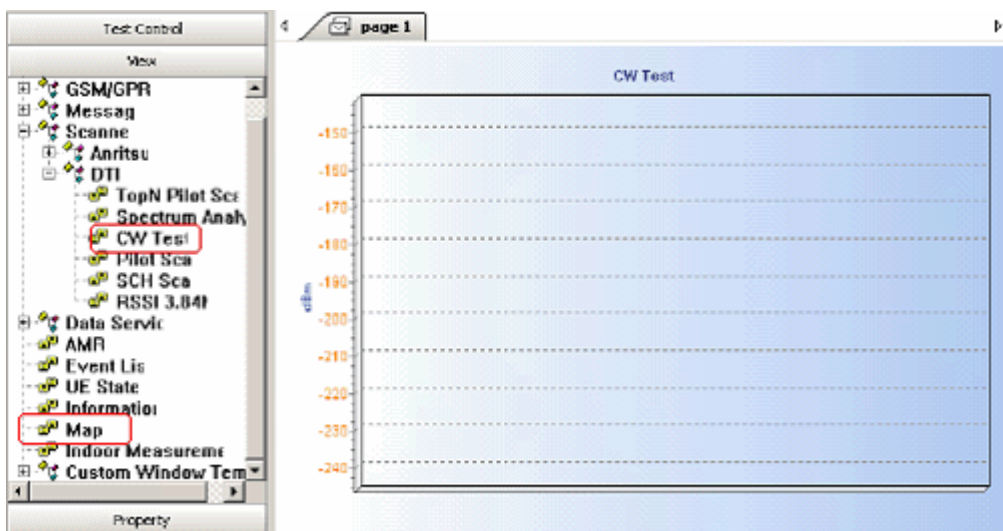 Test Control
View
GSM/GPR
Messag
Scanne
Anritsu
DTI
TopN Pilot Sca
Spectrum Analy
CW Test
Pilot Sca
SCH Sca
RSSI 3.84M
Data Servic
AMR
Event Lis
UE State
Information
Map
Indoor Measureme
Custom Window Tem
Property
page 1
CW Test
-150
-160
-170
-180
-190
-200
-210
-220
-230
-240
dBm